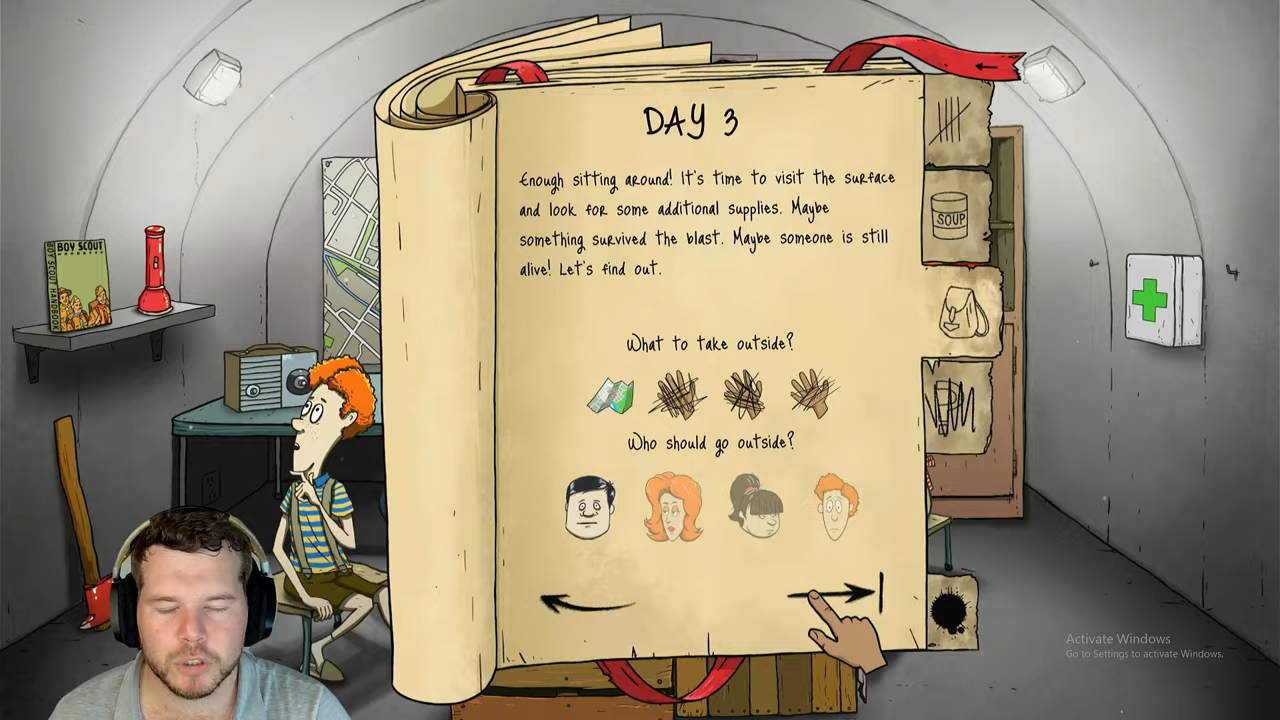 DAY 3
Enough sitting around! It's time to visit the surface
and look for some additional supplies. Maybe
something survived the blast. Maybe someone is still
alive! Let's find out.
What to take outside?
Who should go outside?
SOUP
BOY SCOUT
BOY SCOUT HANDBOOK
Activate Windows
Go to Settings to activate Windows.